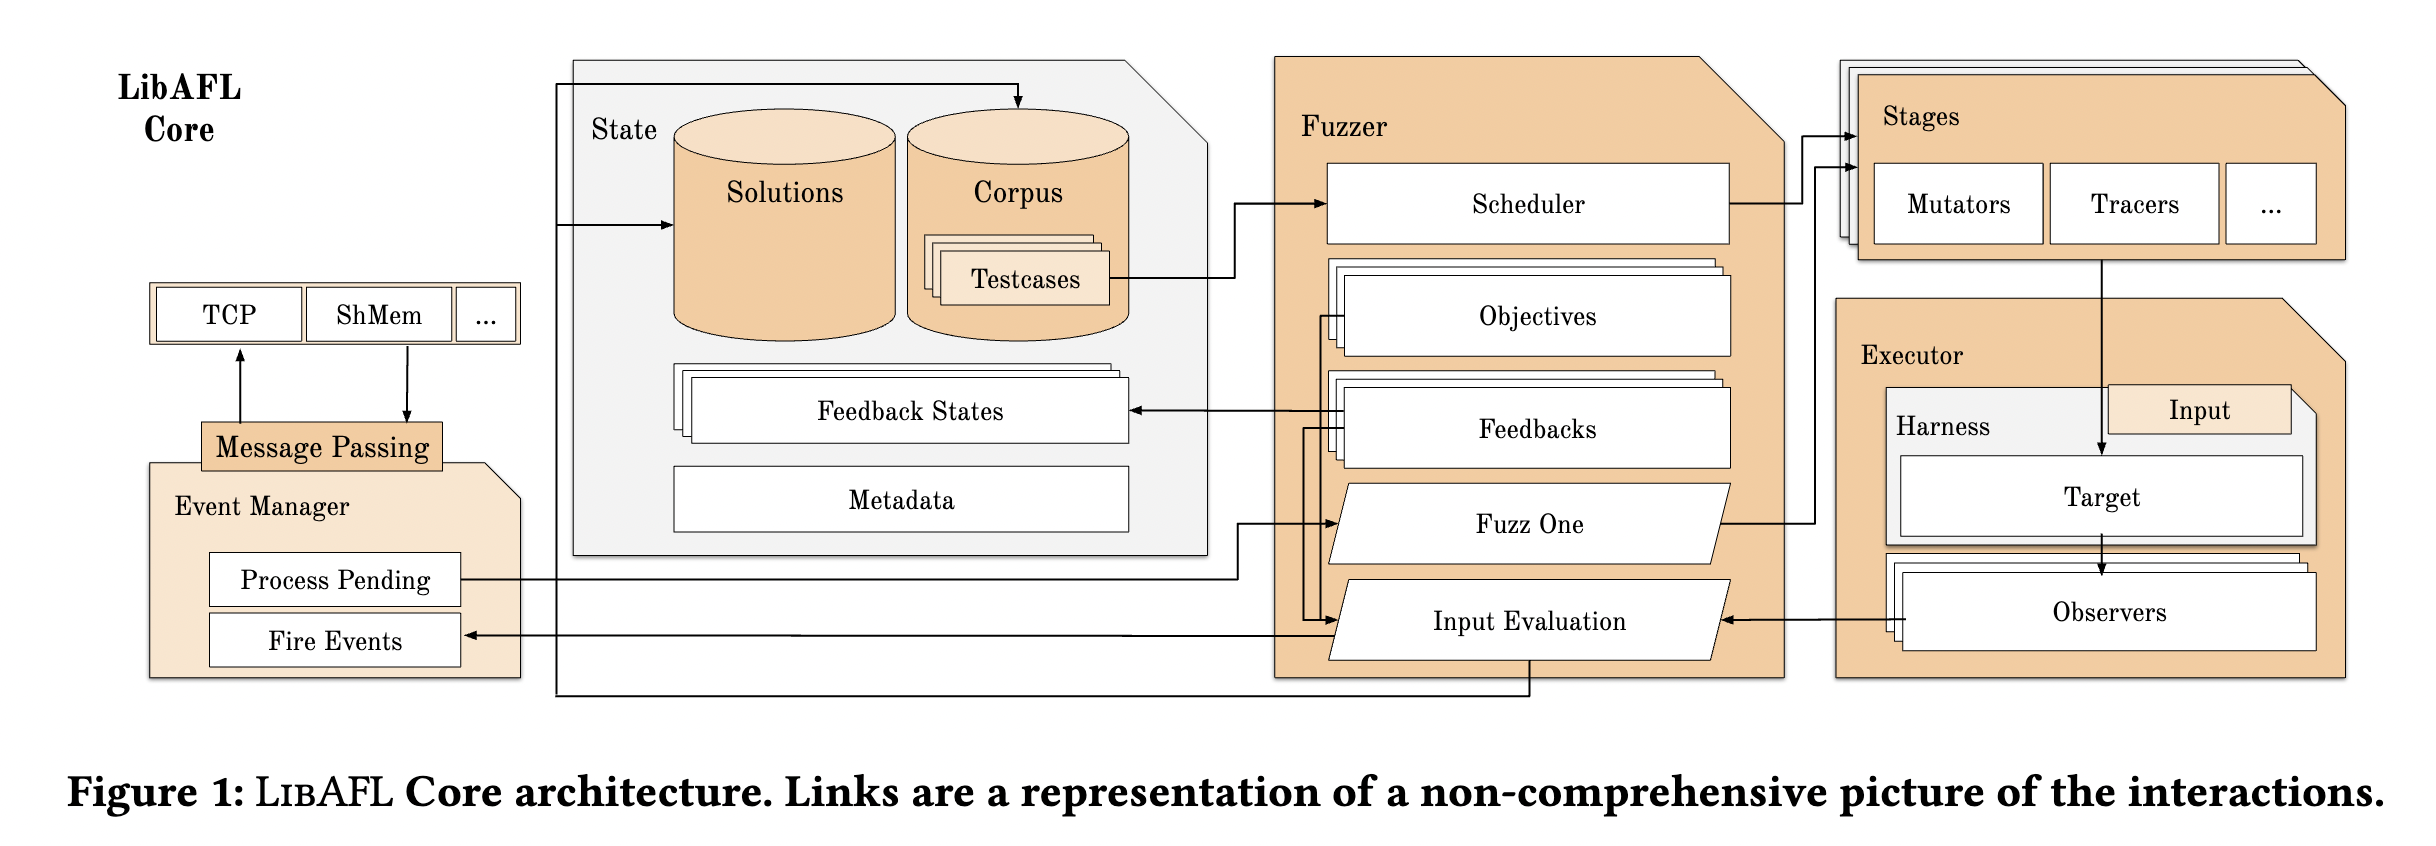 LibAFL
Core
State
Solutions
Corpus
Testcases
Feedback States
Metadata
TCP
ShMem
...
Message Passing
Event Manager
Process Pending
Fire Events
Fuzzer
Scheduler
Objectives
Feedbacks
Fuzz One
Input Evaluation
Stages
Mutators
Tracers
...
Executor
Input
Harness
Target
Observers
Figure 1: LibAFL Core architecture. Links are a representation of a non-comprehensive picture of the interactions.